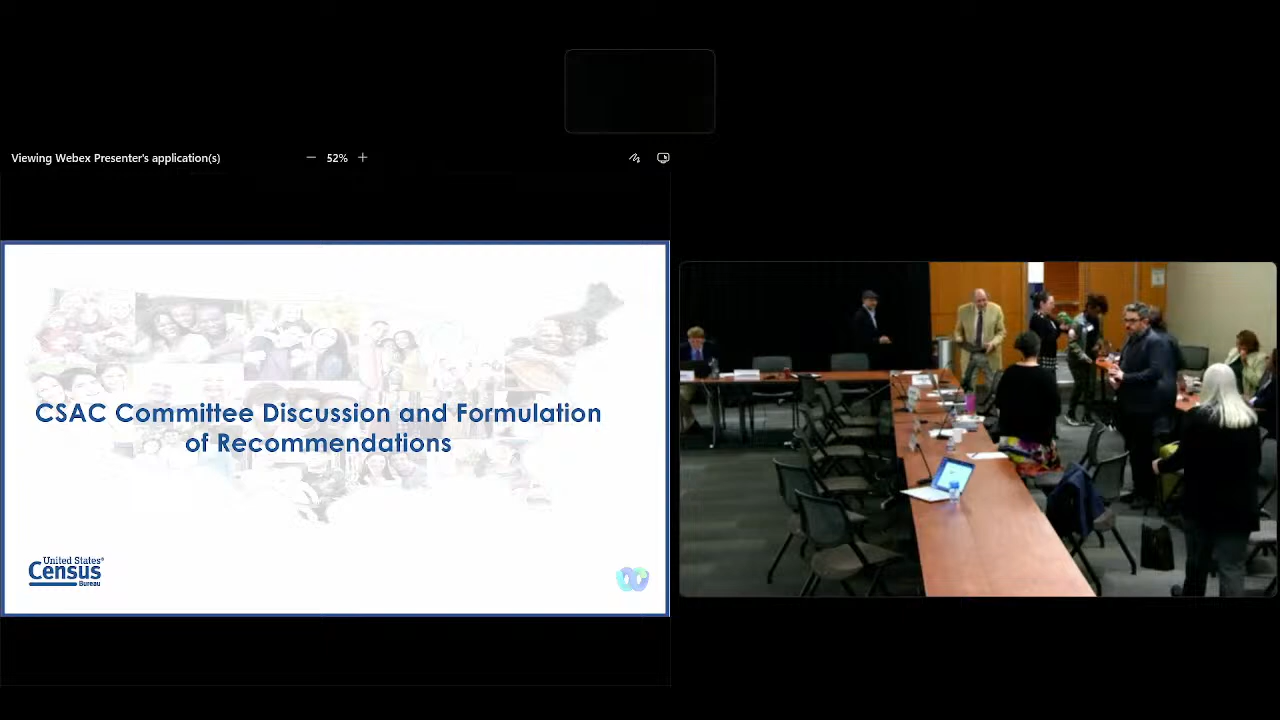 Viewing Webex Presenter's application(s)
52%
CSAC Committee Discussion and Formulation
of Recommendations
United States®
Census
Bureau